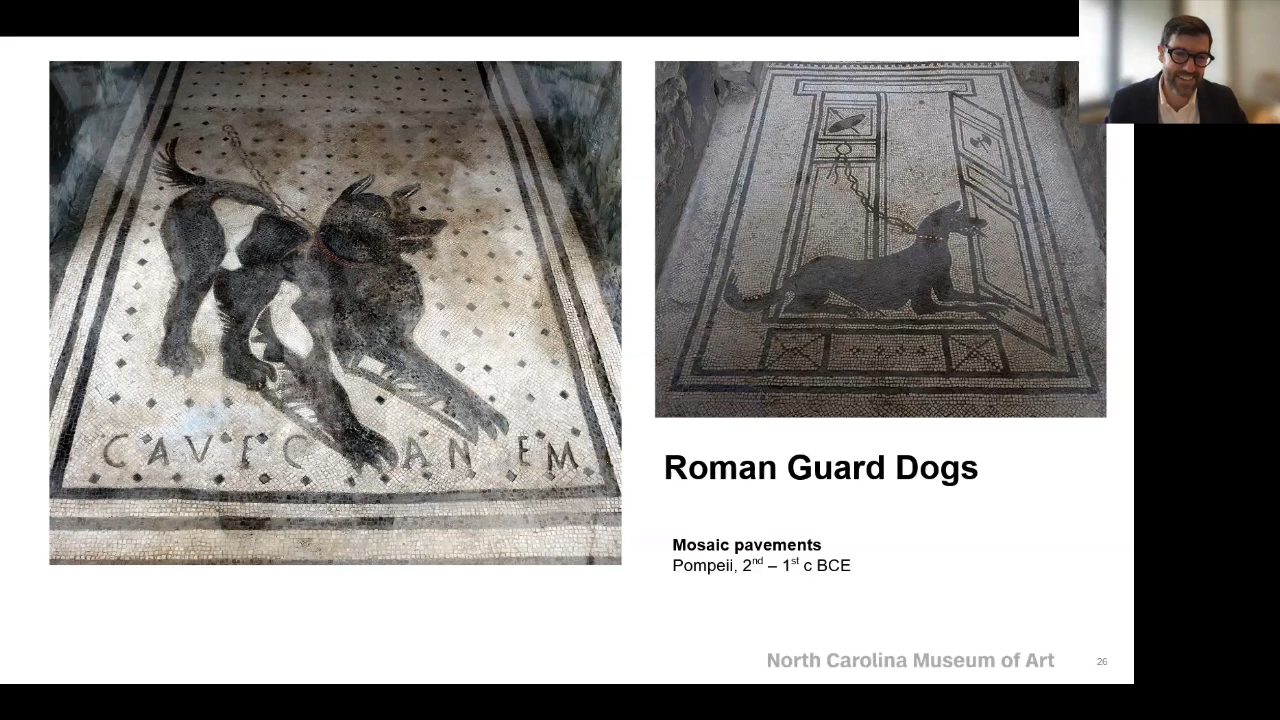 CAVE CANEM
Roman Guard Dogs
Mosaic pavements
Pompeii, 2nd – 1st c BCE
North Carolina Museum of Art
26